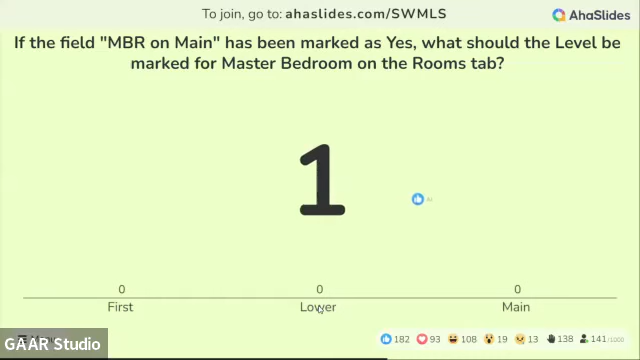 To join, go to: ahaslides.com/SWMLS
AhaSlides
If the field "MBR on Main" has been marked as Yes, what should the Level be
marked for Master Bedroom on the Rooms tab?
1
0 0 0
First Lower Main
GAAR Studio
182 93 108 19 13 138 141/1000